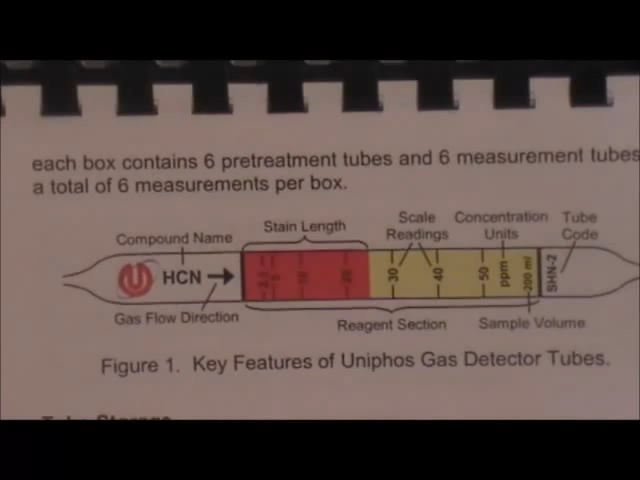 each box contains 6 pretreatment tubes and 6 measurement tubes
a total of 6 measurements per box.
Stain Length
Scale Readings
Concentration Units
Tube Code
Compound Name
HCN
30
40
50
ppm
200 ml
SHN-2
Gas Flow Direction
Reagent Section
Sample Volume
Figure 1. Key Features of Uniphos Gas Detector Tubes.